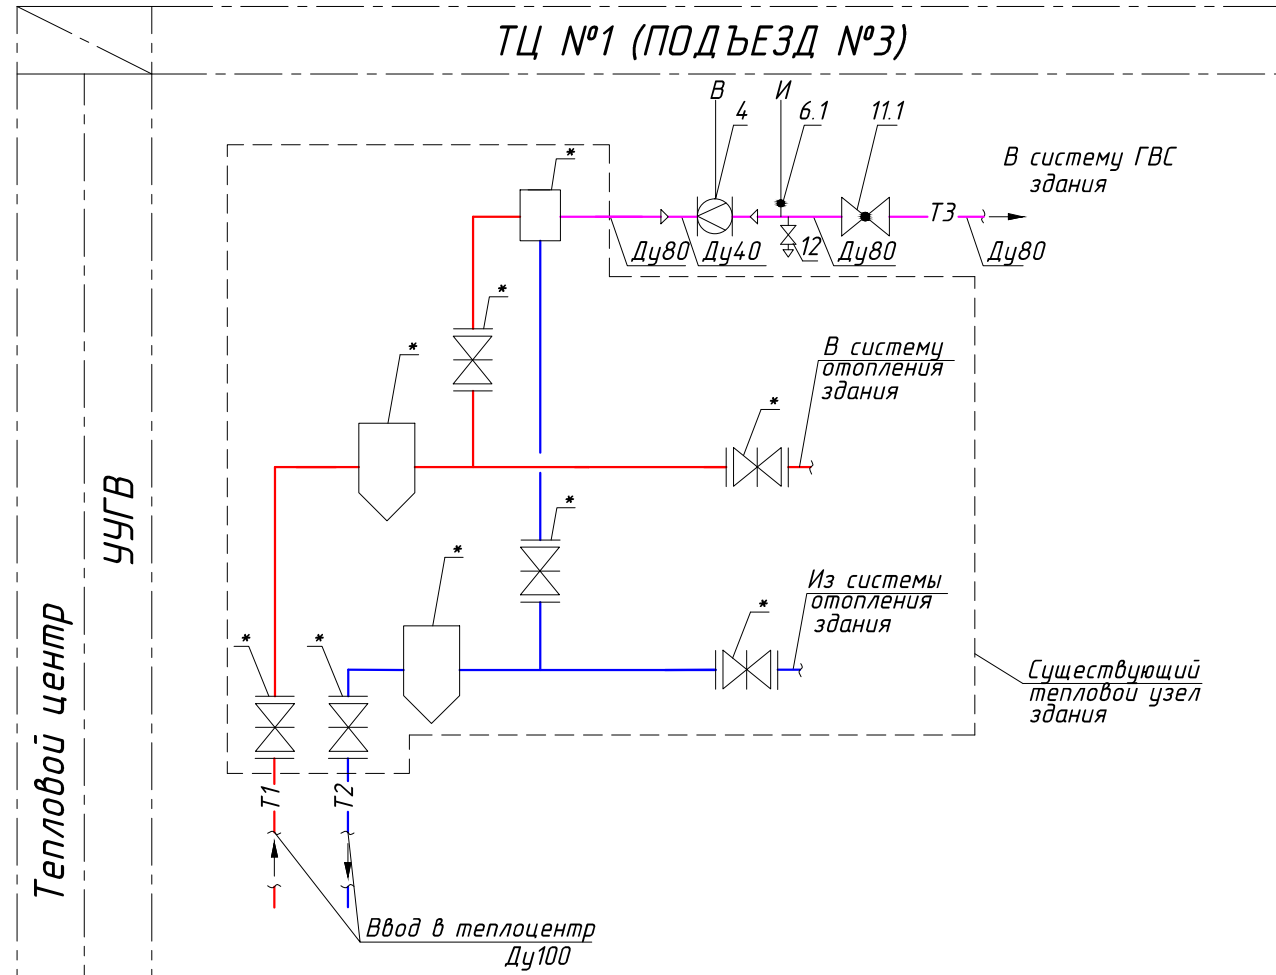 ТЦ №1 (ПОДЪЕЗД №3)
В
4
И
6.1
11.1
В систему ГВС
здания
*
Т3
Ду80
Ду40
12
Ду80
Ду80
*
*
В систему
отопления
здания
*
*
*
Из системы
отопления
здания
*
*
*
Существующий
тепловой узел
здания
Т1
Т2
Ввод в теплоцентр
Ду100
УУГВ
Тепловой центр